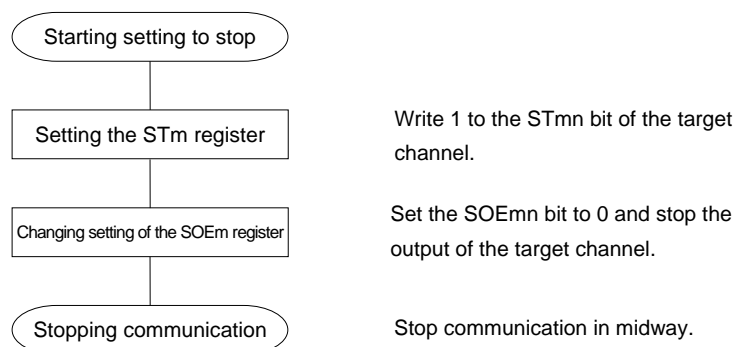 Starting setting to stop
Setting the STm register
Write 1 to the STmn bit of the target
channel.
Changing setting of the SOEm register
Set the SOEmn bit to 0 and stop the
output of the target channel.
Stopping communication
Stop communication in midway.